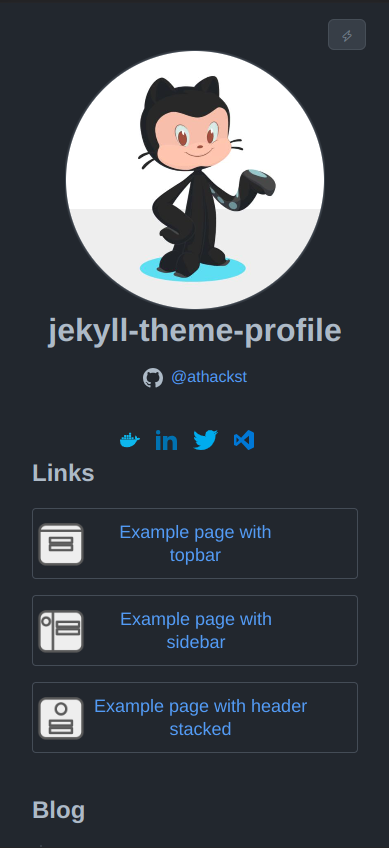 jekyll-theme-profile
@athackst
Links
Example page with
topbar
Example page with
sidebar
Example page with header
stacked
Blog